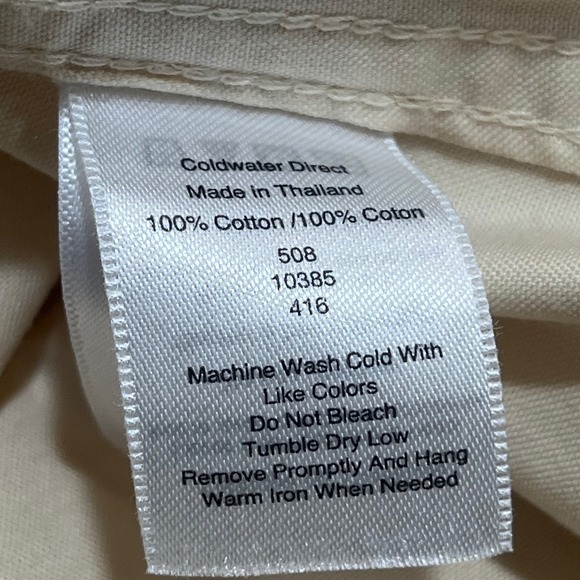 Coldwater Direct
Made in Thailand
100% Cotton /100% Coton
508
10385
416
Machine Wash Cold With
Like Colors
Do Not Bleach
Tumble Dry Low
Remove Promptly And Hang
Warm Iron When Needed